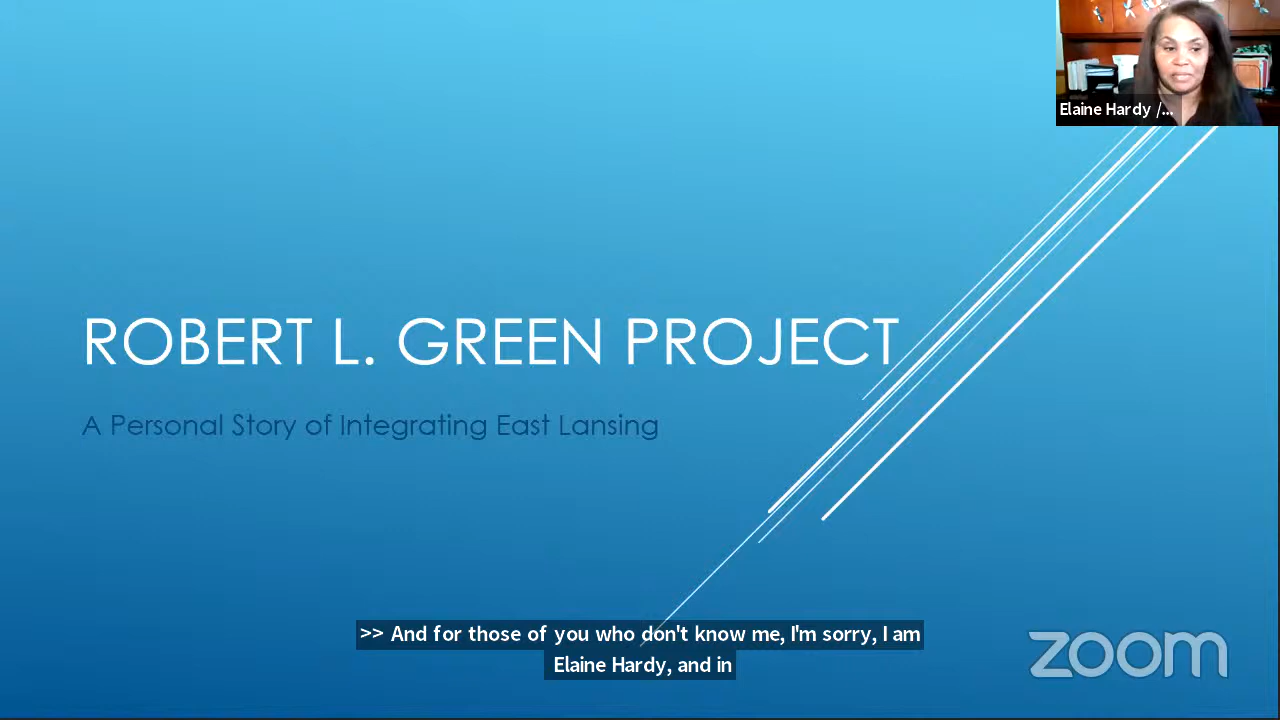 Elaine Hardy /...
ROBERT L. GREEN PROJECT
A Personal Story of Integrating East Lansing
>> And for those of you who don't know me, I'm sorry, I am
Elaine Hardy, and in
zoom